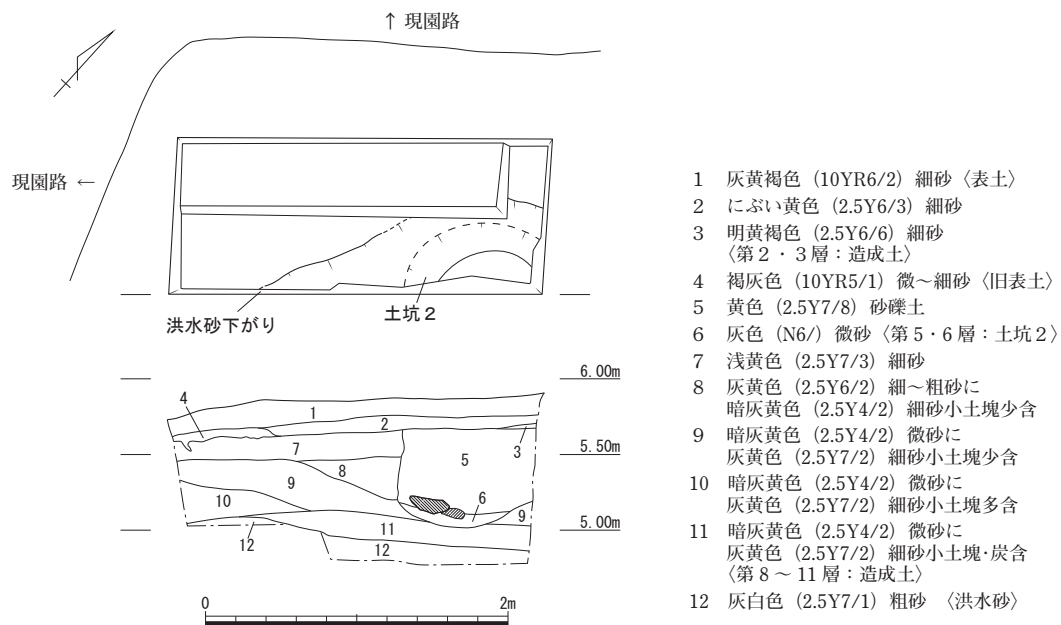 ↑ 現園路
現園路 ←
洪水砂下がり
土坑2
6.00m
5.50m
5.00m
4
1
2
3
7
5
8
9
6
9
10
11
12
12
0
2m
1 灰黄褐色（10YR6/2）細砂〈表土〉
2 にぶい黄色（2.5Y6/3）細砂
3 明黄褐色（2.5Y6/6）細砂
〈第２・３層：造成土〉
4 褐灰色（10YR5/1）微～細砂〈旧表土〉
5 黄色（2.5Y7/8）砂礫土
6 灰色（N6/）微砂〈第５・６層：土坑２〉
7 浅黄色（2.5Y7/3）細砂
8 灰黄色（2.5Y6/2）細～粗砂に
暗灰黄色（2.5Y4/2）細砂小土塊少含
9 暗灰黄色（2.5Y4/2）微砂に
灰黄色（2.5Y7/2）細砂小土塊少含
10 暗灰黄色（2.5Y4/2）微砂に
灰黄色（2.5Y7/2）細砂小土塊多含
11 暗灰黄色（2.5Y4/2）微砂に
灰黄色（2.5Y7/2）細砂小土塊・炭含
〈第８～11層：造成土〉
12 灰白色（2.5Y7/1）粗砂 〈洪水砂〉